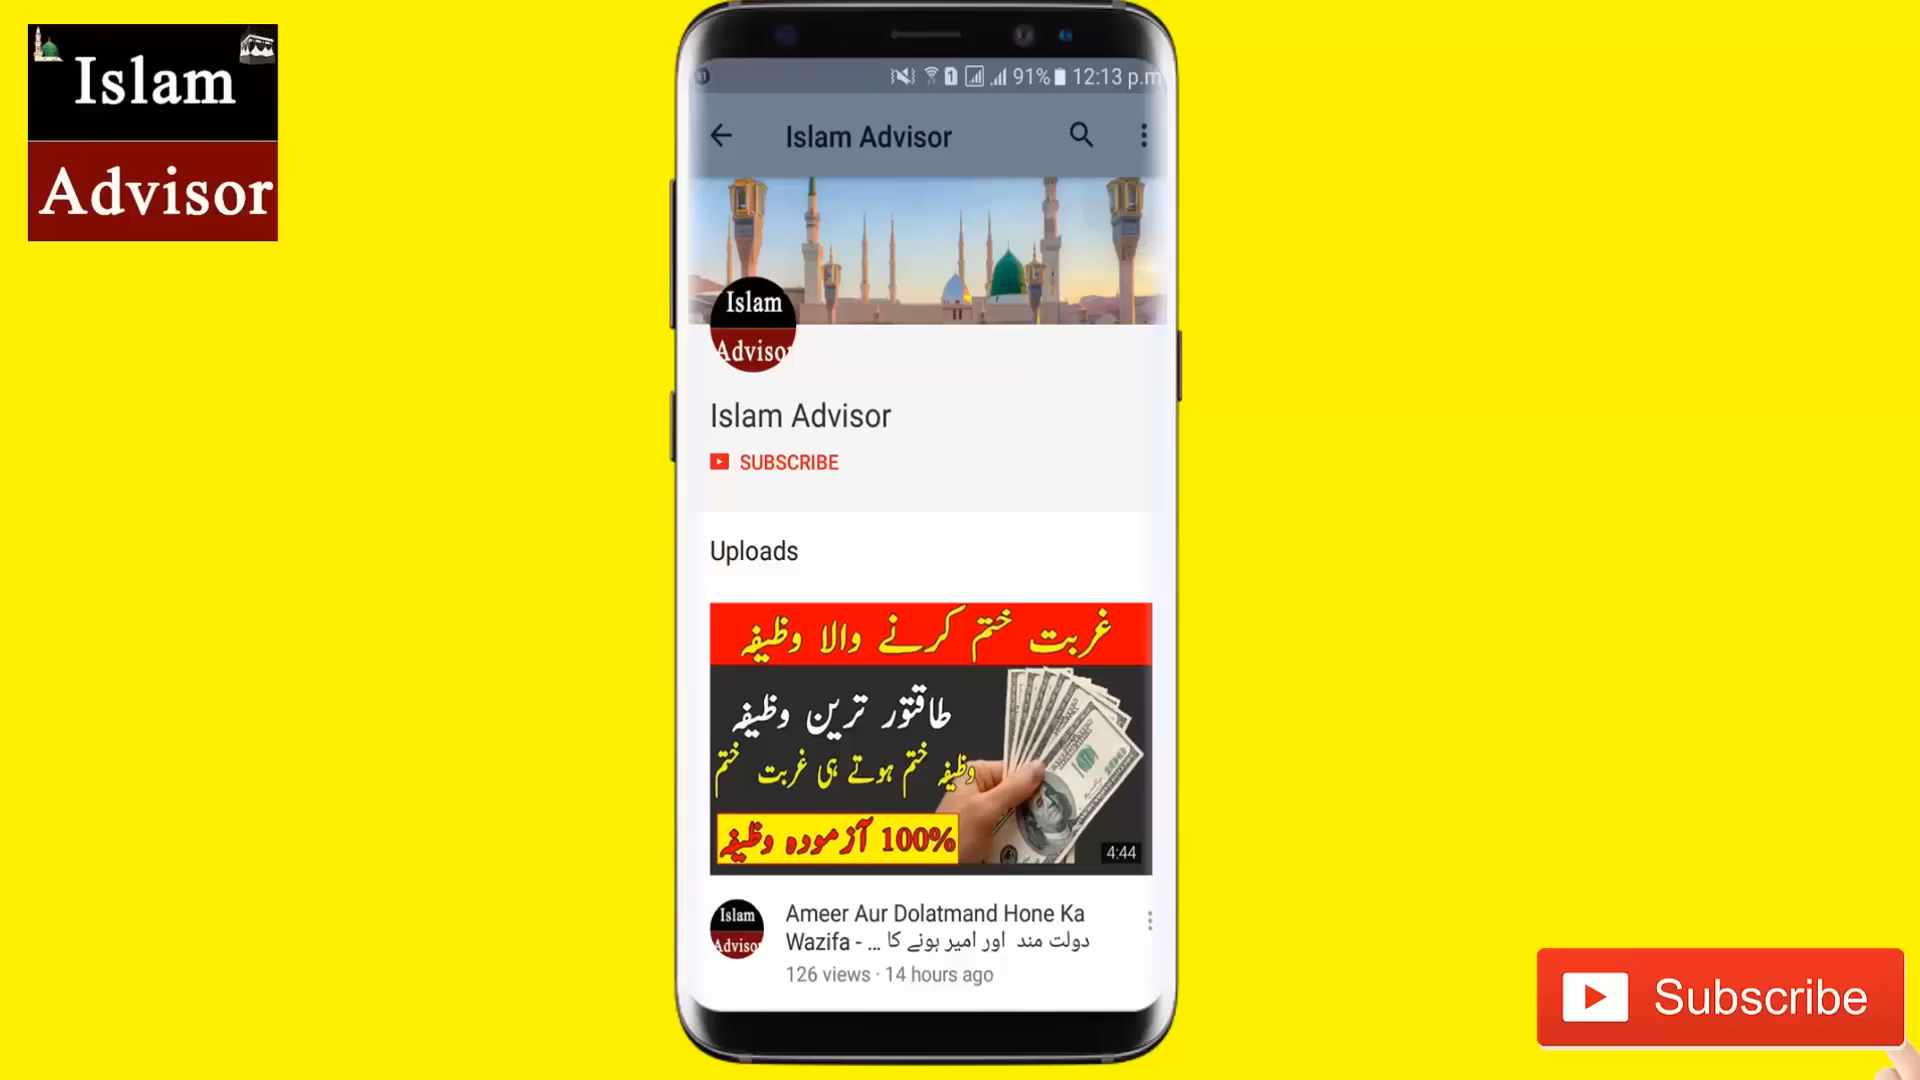 Islam
Advisor
91% 12:13 p.m
Islam Advisor
Islam
Advisor
Islam Advisor
SUBSCRIBE
Uploads
غربت ختم کرنے والا وظیفہ
طاقتور ترین وظیفہ
وظیفہ ختم ہوتے ہی غربت ختم
100% آزمودہ وظیفہ
4:44
Islam
Advisor
Ameer Aur Dolatmand Hone Ka
Wazifa - ... دولت مند اور امیر ہونے کا
126 views · 14 hours ago
Subscribe